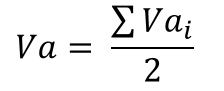 Va = ∑ Va_i / 2